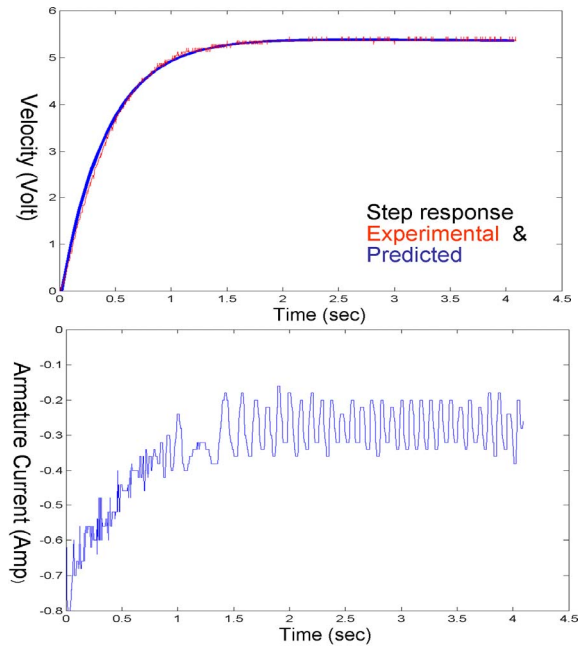 6
5
4
3
2
1
0
Velocity (Volt)
Step response
Experimental &
Predicted
0 0.5 1 1.5 2 2.5 3 3.5 4 4.5
Time (sec)
0
-0.1
-0.2
-0.3
-0.4
-0.5
-0.6
-0.7
-0.8
Armature Current (Amp)
0 0.5 1 1.5 2 2.5 3 3.5 4 4.5
Time (sec)